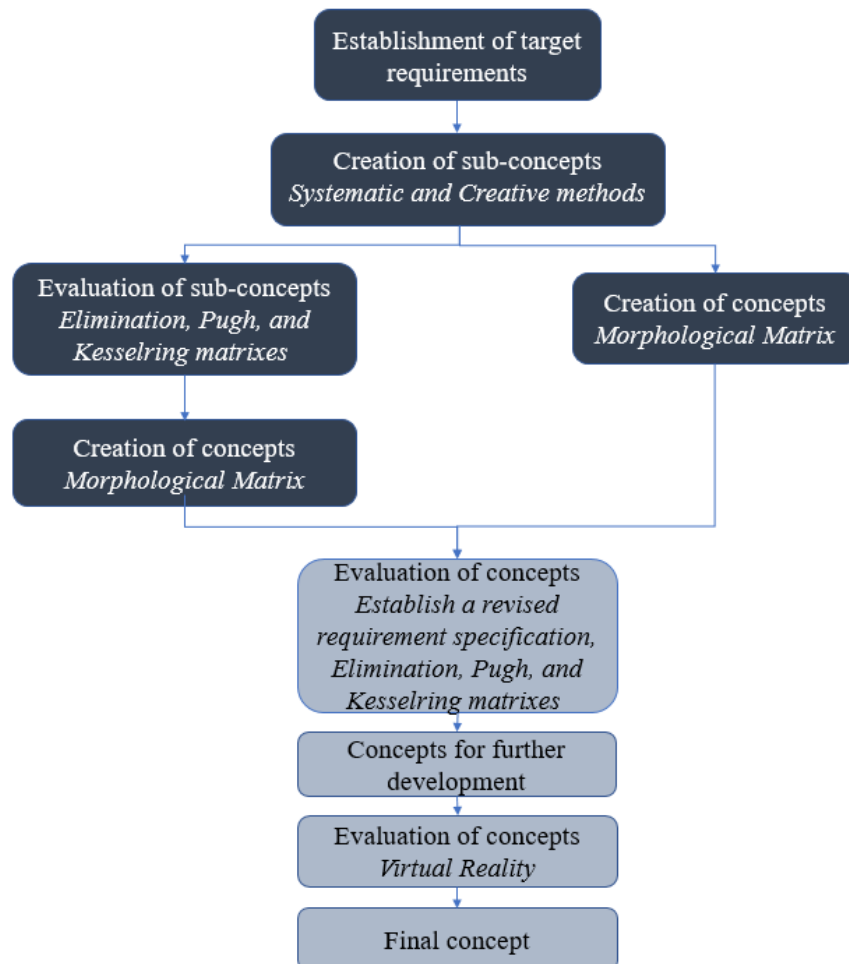 Establishment of target
requirements
Creation of sub-concepts
Systematic and Creative methods
Evaluation of sub-concepts
Elimination, Pugh, and
Kesselring matrixes
Creation of concepts
Morphological Matrix
Creation of concepts
Morphological Matrix
Evaluation of concepts
Establish a revised
requirement specification,
Elimination, Pugh, and
Kesselring matrixes
Concepts for further
development
Evaluation of concepts
Virtual Reality
Final concept